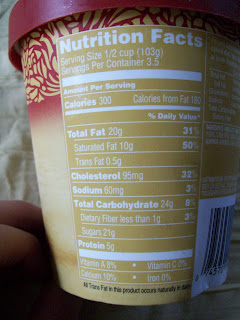 Nutrition Facts
Serving Size 1/2 cup (103g)
Servings Per Container 3.5
Amount Per Serving
Calories 300 Calories from Fat 180
% Daily Value*
Total Fat 20g 31%
Saturated Fat 10g 50%
Trans Fat 0.5g
Cholesterol 95mg 32%
Sodium 60mg 3%
Total Carbohydrate 24g 8%
Dietary Fiber less than 1g 3%
Sugars 21g
Protein 5g
Vitamin A 8% • Vitamin C 0%
Calcium 10% • Iron 0%
All Trans Fat in this product occurs naturally in